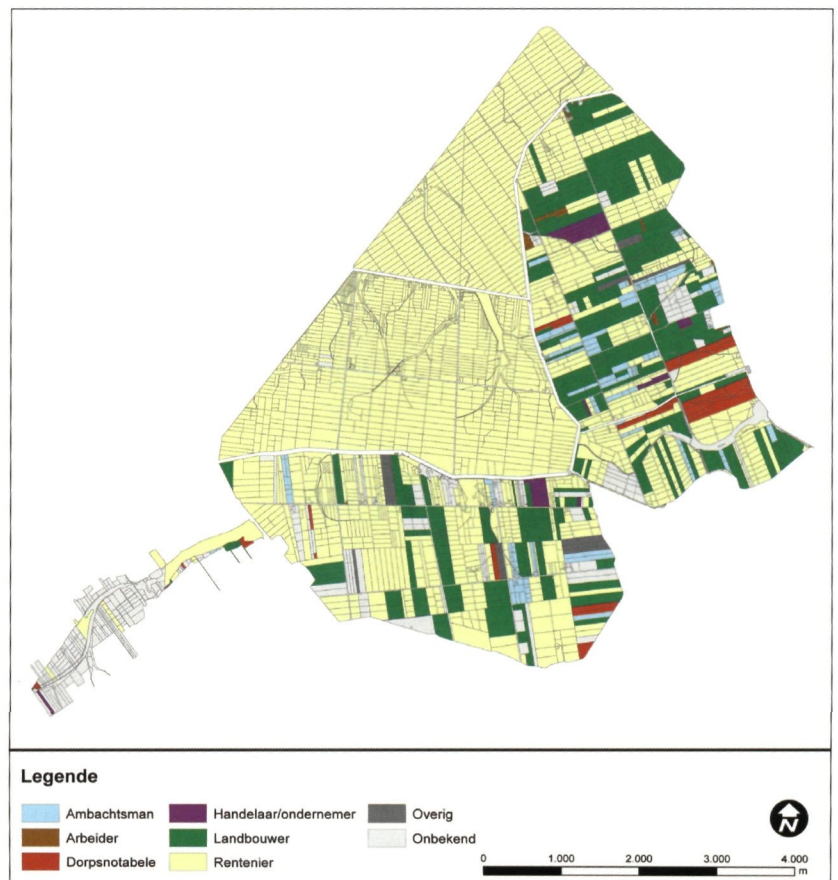 Legende
Ambachtsman Handelaar/ondernemer Overig
Arbeider Landbouwer Onbekend
Dorpsnotabele Rentenier
N
0 1.000 2.000 3.000 4.000
m